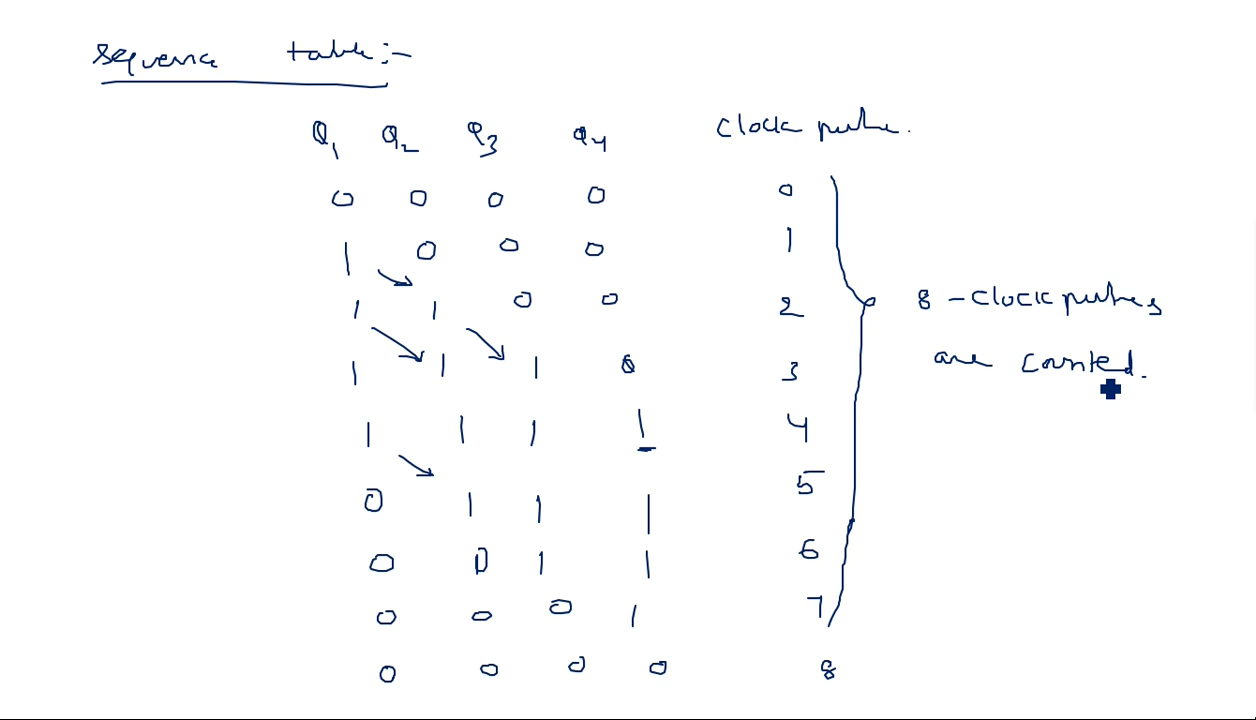 sequence table:-
Q1 Q2 Q3 Q4 Clock pulse.
0 0 0 0 0
1 0 0 0 1
1 1 0 0 2
1 1 1 0 3
1 1 1 1 4
0 1 1 1 5
0 0 1 1 6
0 0 0 1 7
0 0 0 0 8
8 - Clock pulses
are counted.